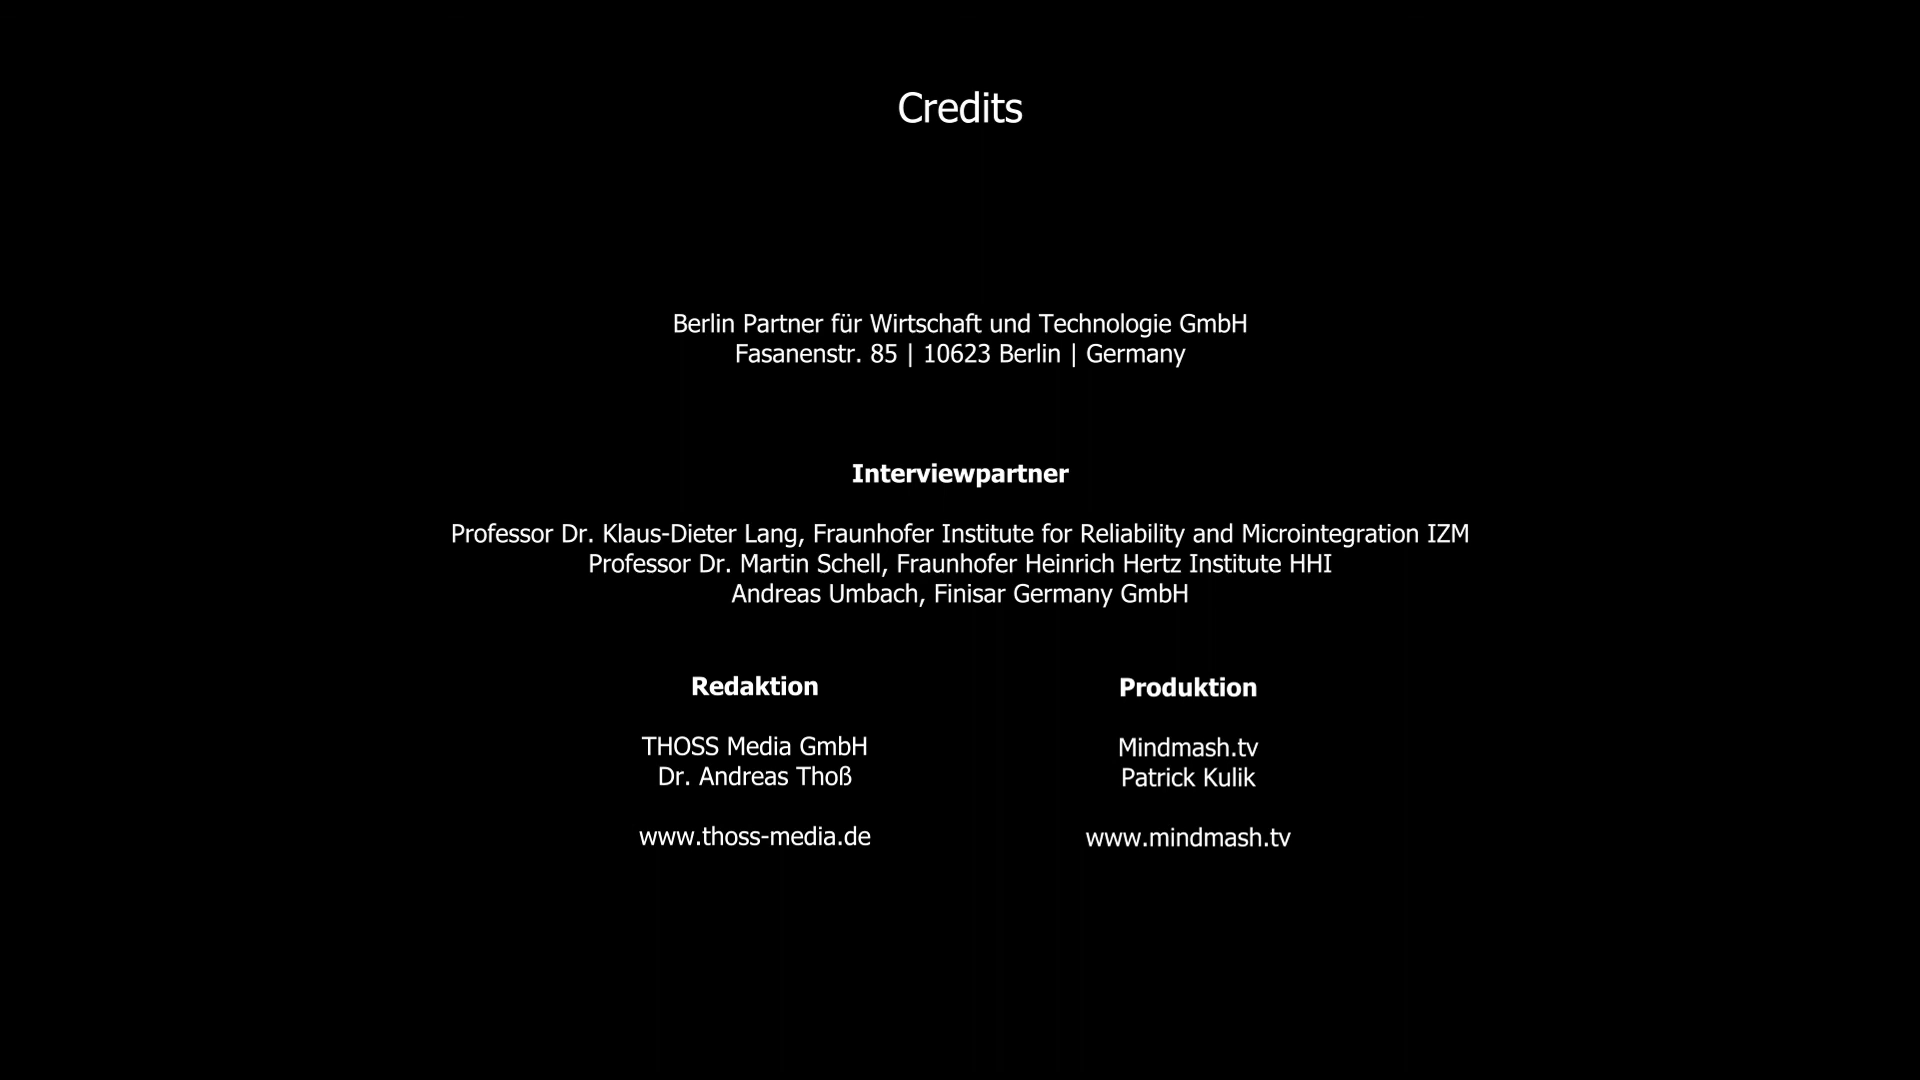 Credits
Berlin Partner für Wirtschaft und Technologie GmbH
Fasanenstr. 85 | 10623 Berlin | Germany
Interviewpartner
Professor Dr. Klaus-Dieter Lang, Fraunhofer Institute for Reliability and Microintegration IZM
Professor Dr. Martin Schell, Fraunhofer Heinrich Hertz Institute HHI
Andreas Umbach, Finisar Germany GmbH
Redaktion
THOSS Media GmbH
Dr. Andreas Thoß
www.thoss-media.de
Produktion
Mindmash.tv
Patrick Kulik
www.mindmash.tv